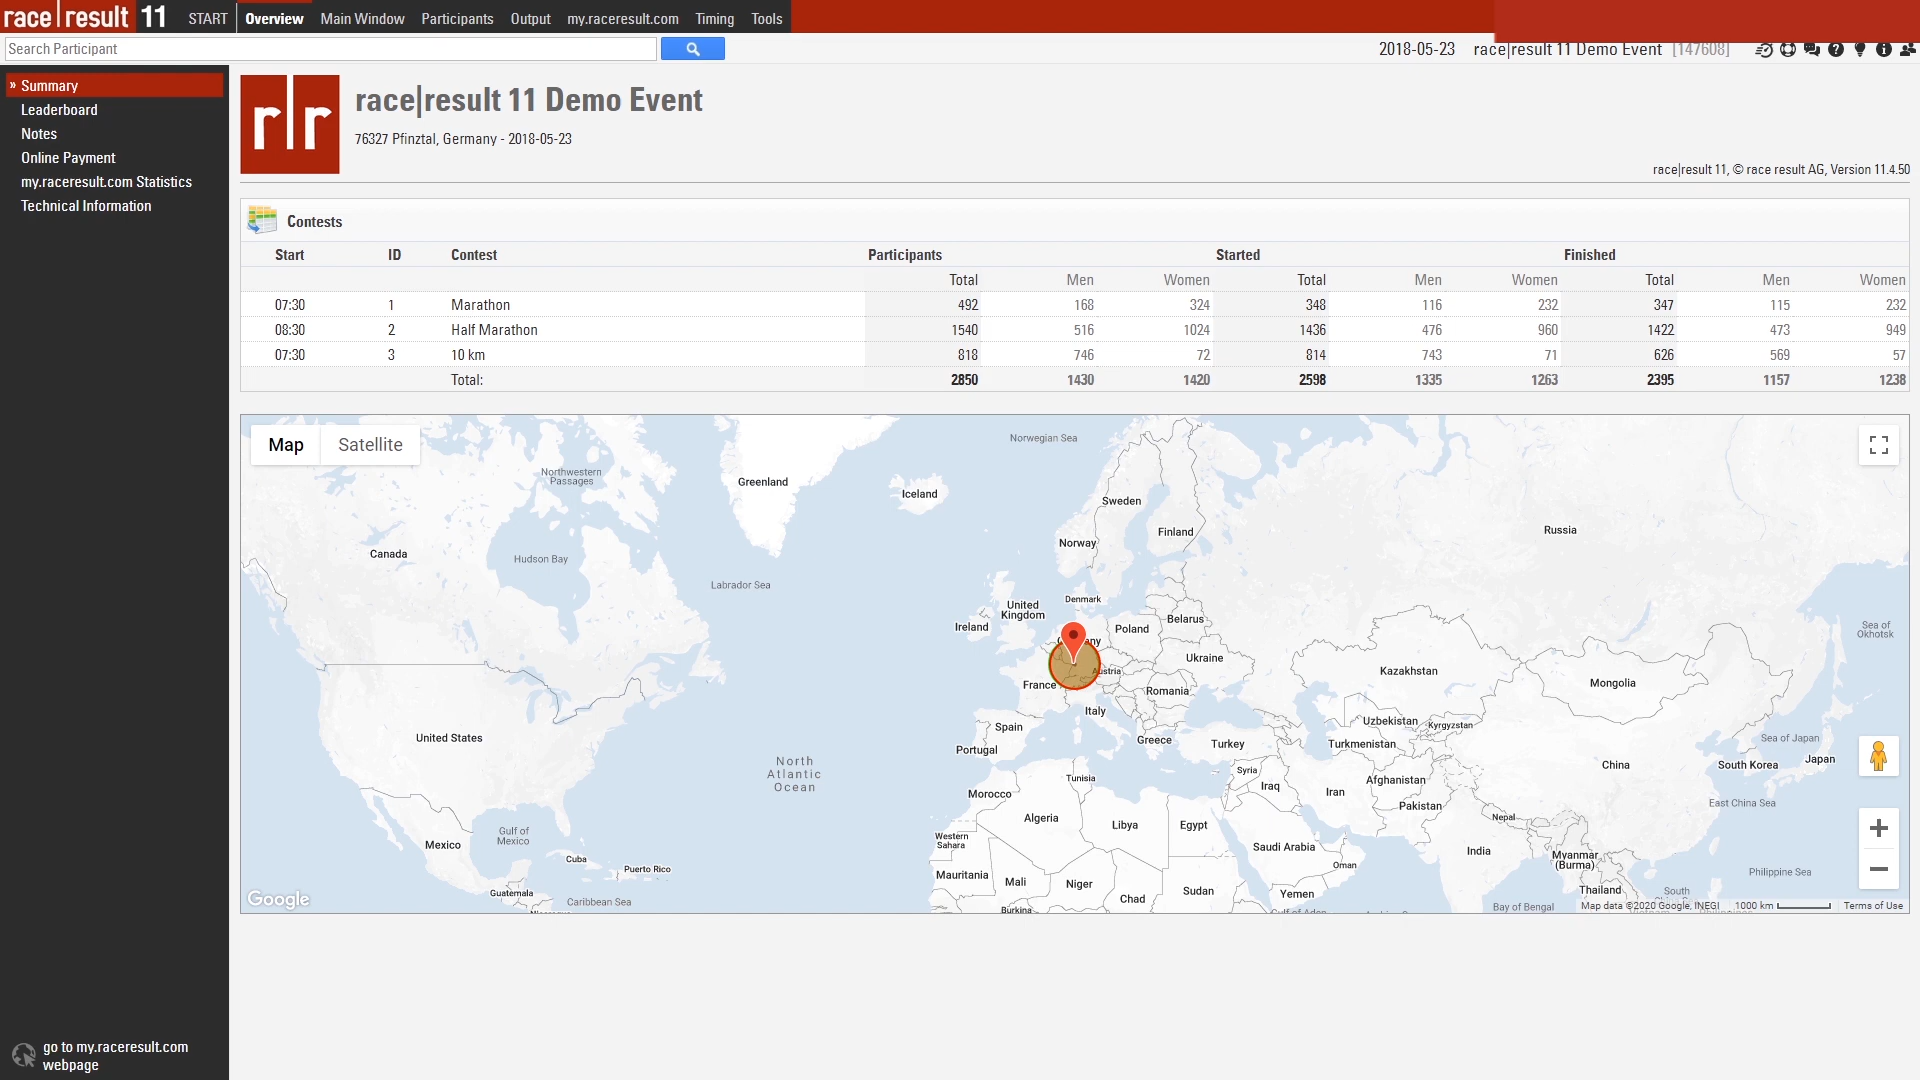 race|result 11 START Overview Main Window Participants Output my.raceresult.com Timing Tools
Search Participant 2018-05-23 race|result 11 Demo Event [147608]
» Summary
Leaderboard
Notes
Online Payment
my.raceresult.com Statistics
Technical Information
go to my.raceresult.com
webpage
r|r
race|result 11 Demo Event
76327 Pfinztal, Germany - 2018-05-23
race|result 11, © race result AG, Version 11.4.50
Contests
Start ID Contest Participants Started Finished
Total Men Women Total Men Women Total Men Women
07:30 1 Marathon 492 168 324 348 116 232 347 115 232
08:30 2 Half Marathon 1540 516 1024 1436 476 960 1422 473 949
07:30 3 10 km 818 746 72 814 743 71 626 569 57
Total: 2850 1430 1420 2598 1335 1263 2395 1157 1238
Map Satellite
Norwegian Sea
Northwestern
Passages
Greenland
Iceland
Sweden
Finland
Russia
Norway
Canada
Hudson Bay
Labrador Sea
Denmark
United
Kingdom
Ireland
Belarus
Poland
Sea of
Okhotsk
Ukraine
Austria
Kazakhstan
Mongolia
France
Romania
Italy
Uzbekistan
Kyrgyzstan
Spain
United States
Greece
Turkey
Turkmenistan
Sea of Japan
Portugal
Japan
South Korea
China
North
Atlantic
Ocean
Syria
Tunisia
Iraq
Iran
Afghanistan
Morocco
Pakistan
East China Sea
Algeria
Libya
Egypt
Nepal
Gulf of
Mexico
Mexico
Western
Sahara
Saudi Arabia
India
Myanmar
(Burma)
Cuba
Puerto Rico
Oman
Mauritania
Mali
Niger
Chad
Sudan
Yemen
Philippine Sea
Thailand
South
Guatemala
Caribbean Sea
Burkina
Gulf of Aden
Bay of Bengal
Google
Map data ©2020 Google, INEGI 1000 km Terms of Use